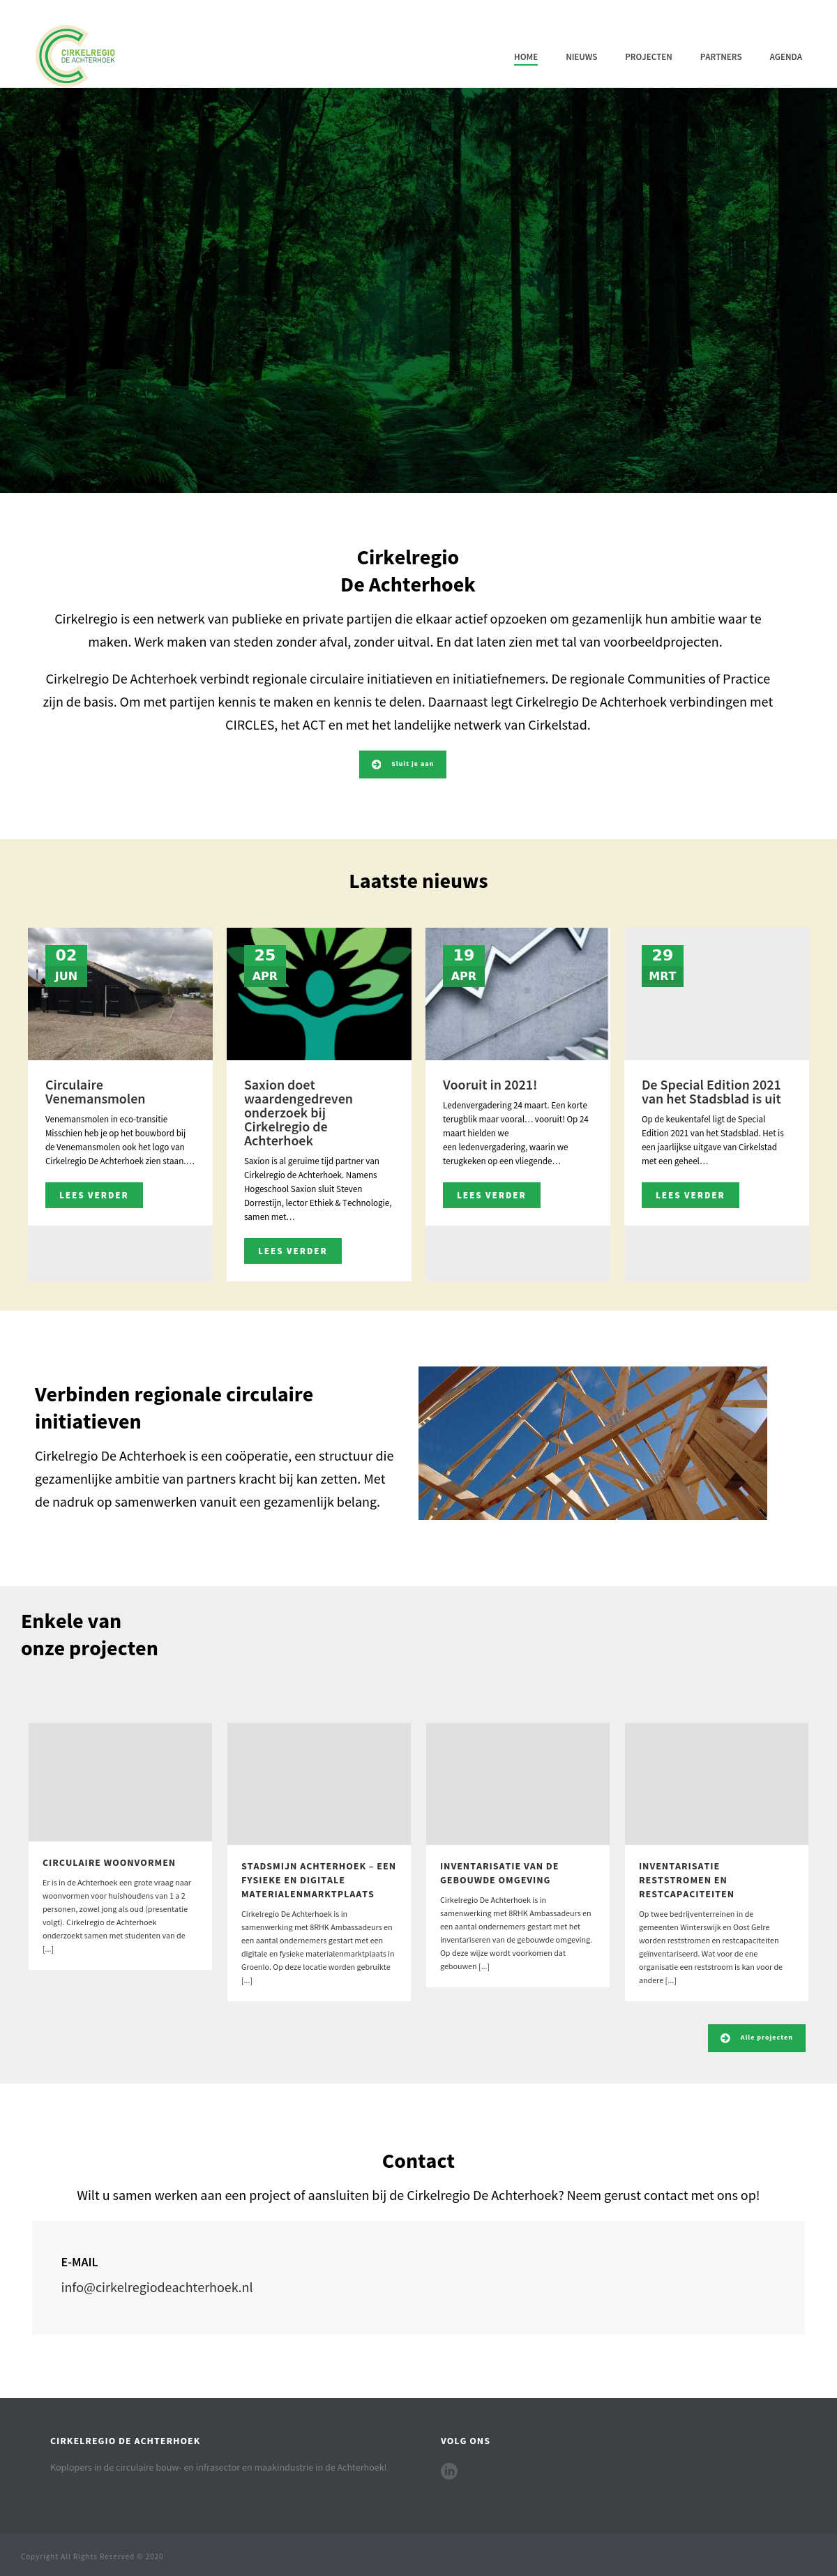 CIRKELREGIO
DE ACHTERHOEK
HOME
NIEUWS
PROJECTEN
PARTNERS
AGENDA
Cirkelregio
De Achterhoek
Cirkelregio is een netwerk van publieke en private partijen die elkaar actief opzoeken om gezamenlijk hun ambitie waar te
maken. Werk maken van steden zonder afval, zonder uitval. En dat laten zien met tal van voorbeeldprojecten.
Cirkelregio De Achterhoek verbindt regionale circulaire initiatieven en initiatiefnemers. De regionale Communities of Practice
zijn de basis. Om met partijen kennis te maken en kennis te delen. Daarnaast legt Cirkelregio De Achterhoek verbindingen met
CIRCLES, het ACT en met het landelijke netwerk van Cirkelstad.
Sluit je aan
Laatste nieuws
02
JUN
Circulaire
Venemansmolen
Venemansmolen in eco-transitie
Misschien heb je op het bouwbord bij
de Venemansmolen ook het logo van
Cirkelregio De Achterhoek zien staan.…
LEES VERDER
25
APR
Saxion doet
waardengedreven
onderzoek bij
Cirkelregio de
Achterhoek
Saxion is al geruime tijd partner van
Cirkelregio de Achterhoek. Namens
Hogeschool Saxion sluit Steven
Dorrestijn, lector Ethiek & Technologie,
samen met…
LEES VERDER
19
APR
Vooruit in 2021!
Ledenvergadering 24 maart. Een korte
terugblik maar vooral… vooruit! Op 24
maart hielden we
een ledenvergadering, waarin we
terugkeken op een vliegende…
LEES VERDER
29
MRT
De Special Edition 2021
van het Stadsblad is uit
Op de keukentafel ligt de Special
Edition 2021 van het Stadsblad. Het is
een jaarlijkse uitgave van Cirkelstad
met een geheel…
LEES VERDER
Verbinden regionale circulaire
initiatieven
Cirkelregio De Achterhoek is een coöperatie, een structuur die
gezamenlijke ambitie van partners kracht bij kan zetten. Met
de nadruk op samenwerken vanuit een gezamenlijk belang.
Enkele van
onze projecten
CIRCULAIRE WOONVORMEN
Er is in de Achterhoek een grote vraag naar
woonvormen voor huishoudens van 1 a 2
personen, zowel jong als oud (presentatie
volgt). Cirkelregio de Achterhoek
onderzoekt samen met studenten van de
[...]
STADSMIJN ACHTERHOEK – EEN
FYSIEKE EN DIGITALE
MATERIALENMARKTPLAATS
Cirkelregio De Achterhoek is in
samenwerking met 8RHK Ambassadeurs en
een aantal ondernemers gestart met een
digitale en fysieke materialenmarktplaats in
Groenlo. Op deze locatie worden gebruikte
[...]
INVENTARISATIE VAN DE
GEBOUWDE OMGEVING
Cirkelregio De Achterhoek is in
samenwerking met 8RHK Ambassadeurs en
een aantal ondernemers gestart met het
inventariseren van de gebouwde omgeving.
Op deze wijze wordt voorkomen dat
gebouwen [...]
INVENTARISATIE
RESTSTROMEN EN
RESTCAPACITEITEN
Op twee bedrijventerreinen in de
gemeenten Winterswijk en Oost Gelre
worden reststromen en restcapaciteiten
geïnventariseerd. Wat voor de ene
organisatie een reststroom is kan voor de
andere [...]
Alle projecten
Contact
Wilt u samen werken aan een project of aansluiten bij de Cirkelregio De Achterhoek? Neem gerust contact met ons op!
E-MAIL
info@cirkelregiodeachterhoek.nl
CIRKELREGIO DE ACHTERHOEK
Koplopers in de circulaire bouw- en infrasector en maakindustrie in de Achterhoek!
VOLG ONS
in
Copyright All Rights Reserved © 2020